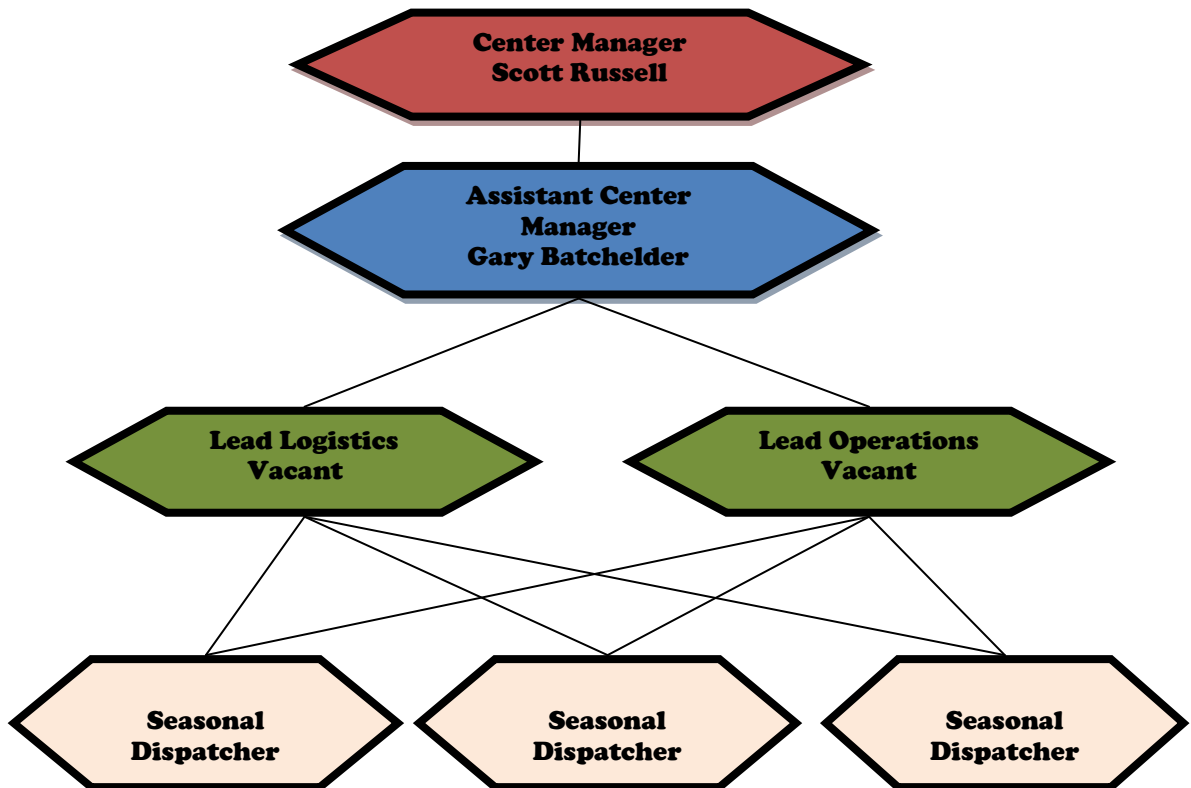 Center Manager
Scott Russell
Assistant Center
Manager
Gary Batchelder
Lead Logistics
Vacant
Lead Operations
Vacant
Seasonal
Dispatcher
Seasonal
Dispatcher
Seasonal
Dispatcher